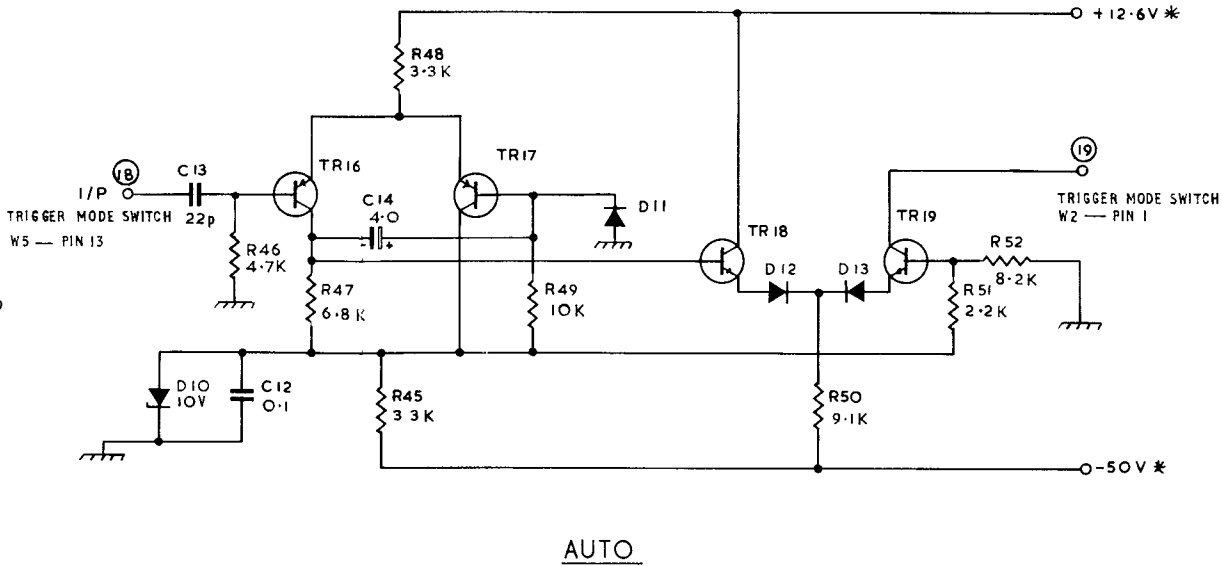 +12·6V *
R48
3·3K
TR16
TR17
18
19
C13
I/P
22p
TRIGGER MODE SWITCH
W5 — PIN 13
C14
4·0
- +
D11
TRIGGER MODE SWITCH
W2 — PIN 1
R46
4·7K
TR18
TR19
R47
6·8K
R49
10K
D12
D13
R52
8·2K
R51
2·2K
D10
10V
C12
0·1
R45
3 3K
R50
9·1K
-50V *
AUTO